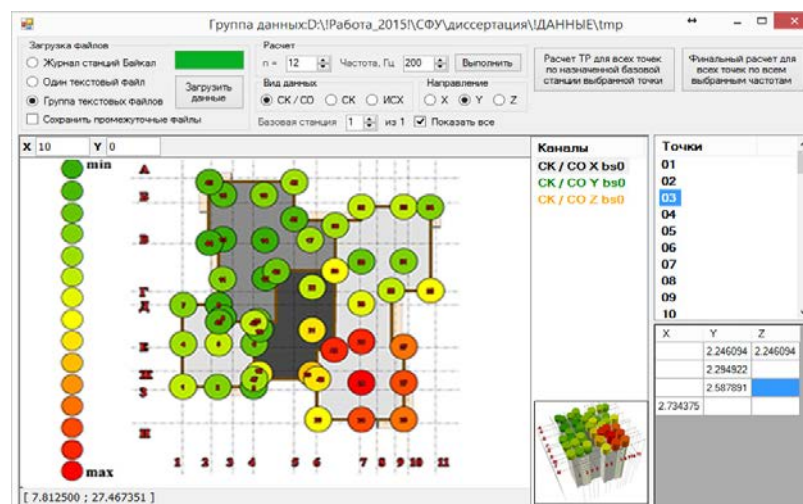 Группа данных:D:\!Работа_2015!\СФУ\диссертация\!ДАННЫЕ\tmp
Загрузка файлов
Журнал станций Байкал
Один текстовый файл
Группа текстовых файлов
Сохранить промежуточные файлы
Загрузить данные
Расчет
n = 12 Частота, Гц 200 Выполнить
Вид данных
СК / СО СК ИСХ
Направление
X Y Z
Базовая станция 1 из 1 Показать все
Расчет ТР для всех точек
по назначенной базовой
станции выбранной точки
Финальный расчет для
всех точек по всем
выбранным частотам
X 10 Y 0
min
max
А
Б
В
Г
Д
Е
Ж
З
И
1 2 3 4 5 6 7 8 9 10 11
Каналы
СК / СО X bs0
СК / СО Y bs0
СК / СО Z bs0
Точки
01
02
03
04
05
06
07
08
09
10
X Y Z
2.246094 2.246094
2.294922
2.587891
2.734375
[ 7.812500 ; 27.467351 ]